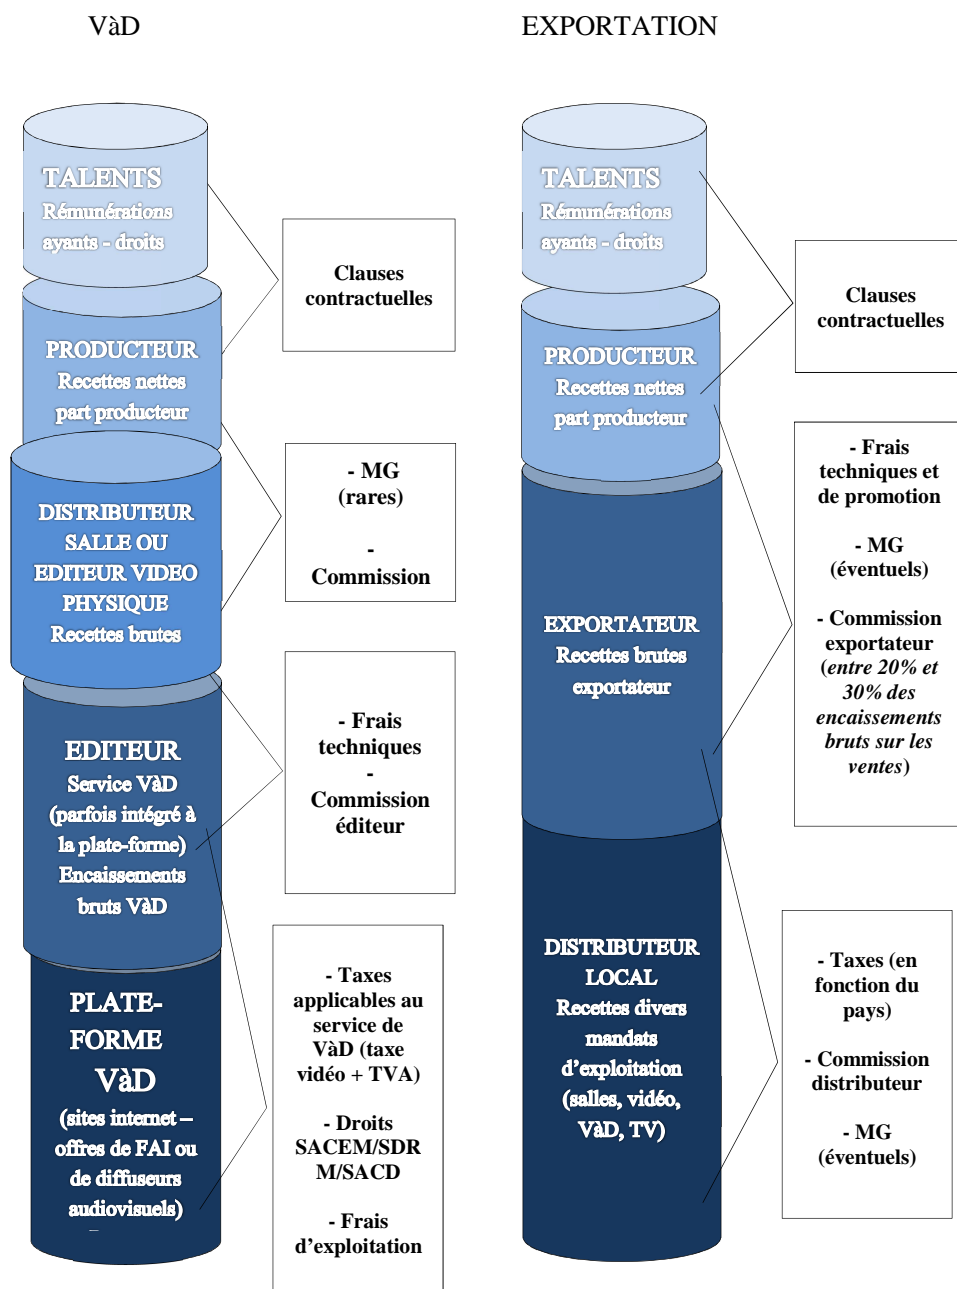 VàD
TALENTS
Rémunérations
ayants - droits
Clauses
contractuelles
PRODUCTEUR
Recettes nettes
part producteur
- MG
(rares)
-
Commission
DISTRIBUTEUR
SALLE OU
EDITEUR VIDEO
PHYSIQUE
Recettes brutes
- Frais
techniques
-
Commission
éditeur
EDITEUR
Service VàD
(parfois intégré à
la plate-forme)
Encaissements
bruts VàD
- Taxes
applicables au
service de
VàD (taxe
vidéo + TVA)
- Droits
SACEM/SDR
M/SACD
- Frais
d'exploitation
PLATE-
FORME
VàD
(sites internet –
offres de FAI ou
de diffuseurs
audiovisuels)
EXPORTATION
TALENTS
Rémunérations
ayants - droits
Clauses
contractuelles
PRODUCTEUR
Recettes nettes
part producteur
- Frais
techniques et
de promotion
- MG
(éventuels)
- Commission
exportateur
(entre 20% et
30% des
encaissements
bruts sur les
ventes)
EXPORTATEUR
Recettes brutes
exportateur
- Taxes (en
fonction du
pays)
- Commission
distributeur
- MG
(éventuels)
DISTRIBUTEUR
LOCAL
Recettes divers
mandats
d'exploitation
(salles, vidéo,
VàD, TV)